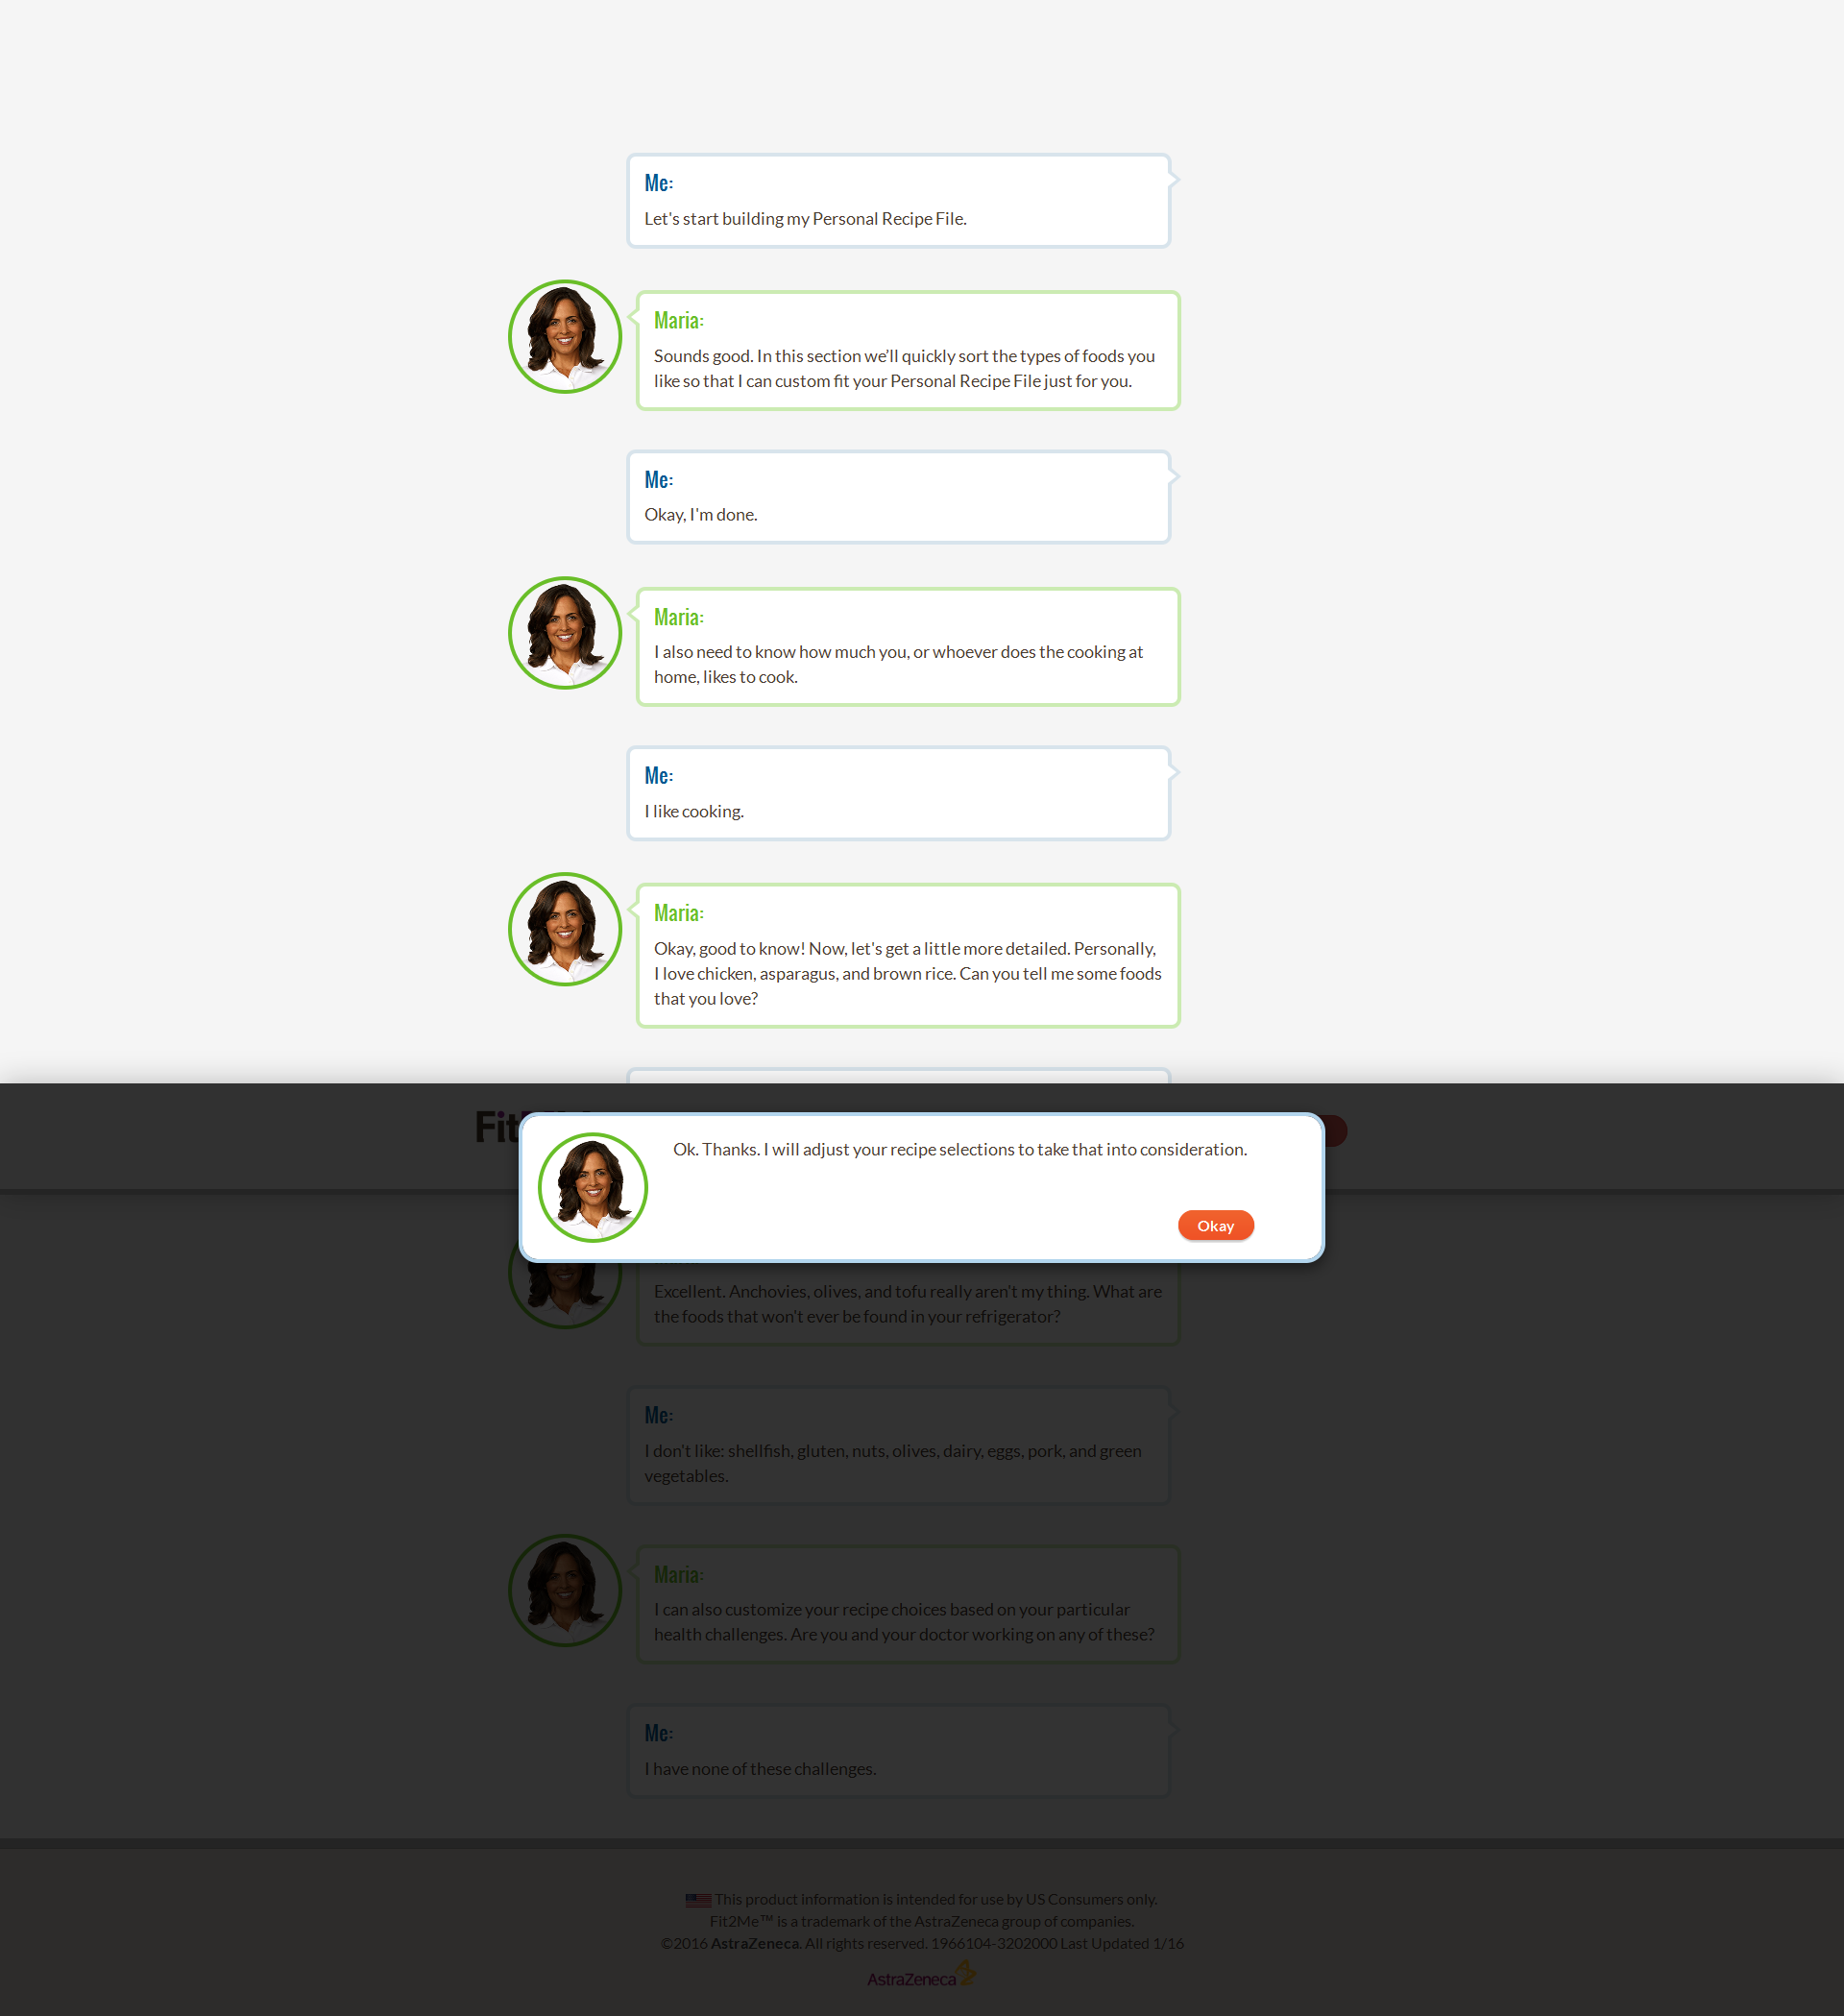 Me:
Let's start building my Personal Recipe File.
Maria:
Sounds good. In this section we’ll quickly sort the types of foods you
like so that I can custom fit your Personal Recipe File just for you.
Me:
Okay, I'm done.
Maria:
I also need to know how much you, or whoever does the cooking at
home, likes to cook.
Me:
I like cooking.
Maria:
Okay, good to know! Now, let's get a little more detailed. Personally,
I love chicken, asparagus, and brown rice. Can you tell me some foods
that you love?
Fit
Ok. Thanks. I will adjust your recipe selections to take that into consideration.
Okay
Excellent. Anchovies, olives, and tofu really aren't my thing. What are
the foods that won't ever be found in your refrigerator?
Me:
I don't like: shellfish, gluten, nuts, olives, dairy, eggs, pork, and green
vegetables.
Maria:
I can also customize your recipe choices based on your particular
health challenges. Are you and your doctor working on any of these?
Me:
I have none of these challenges.
This product information is intended for use by US Consumers only.
Fit2Me™ is a trademark of the AstraZeneca group of companies.
©2016 AstraZeneca. All rights reserved. 1966104-3202000 Last Updated 1/16
AstraZeneca